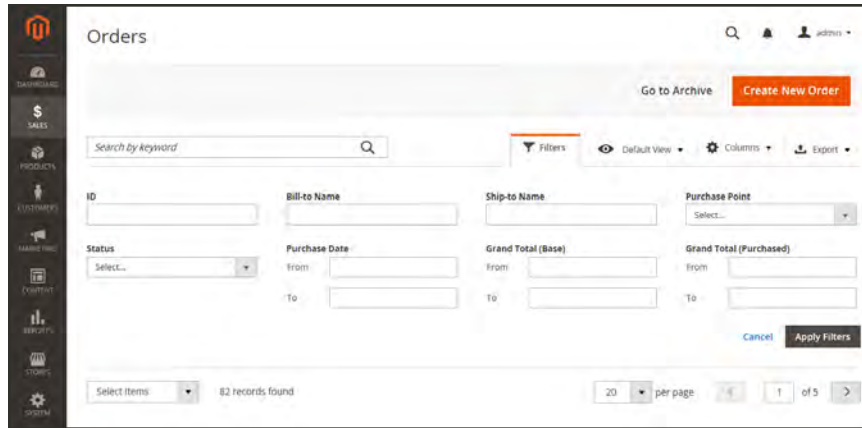 Orders
admin
DASHBOARD
Go to Archive
Create New Order
$
SALES
Search by keyword
Filters
Default View
Columns
Export
PRODUCTS
ID
Bill-to Name
Ship-to Name
Purchase Point
Select...
CUSTOMERS
MARKETING
Status
Purchase Date
Grand Total (Base)
Grand Total (Purchased)
Select...
From
From
From
CONTENT
To
To
To
REPORTS
Cancel
Apply Filters
STORES
Select Items
82 records found
20
per page
1
of 5
SYSTEM